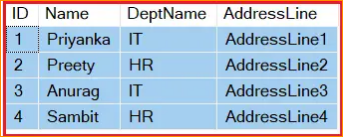 ID Name DeptName AddressLine
1 Priyanka IT AddressLine1
2 Preety HR AddressLine2
3 Anurag IT AddressLine3
4 Sambit HR AddressLine4